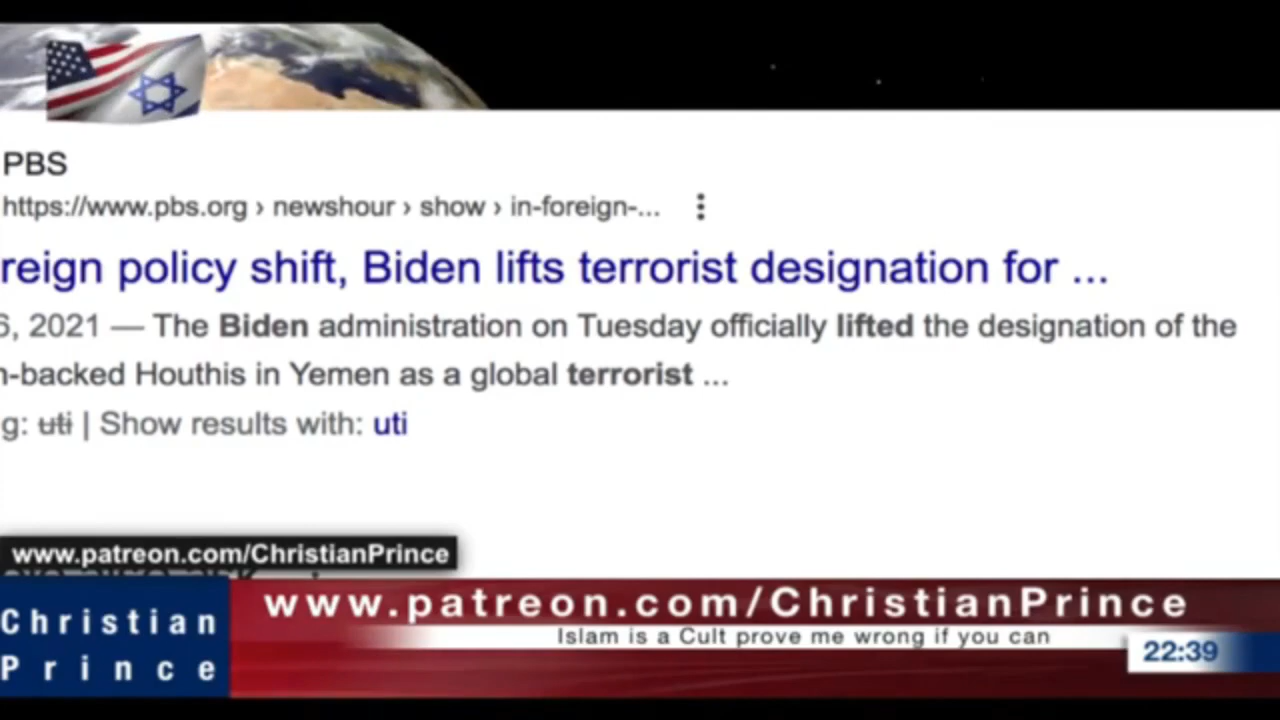 PBS
https://www.pbs.org › newshour › show › in-foreign-...
reign policy shift, Biden lifts terrorist designation for ...
6, 2021 — The Biden administration on Tuesday officially lifted the designation of the
n-backed Houthis in Yemen as a global terrorist ...
g: uti | Show results with: uti
www.patreon.com/ChristianPrince
Christian
Prince
www.patreon.com/ChristianPrince
Islam is a Cult prove me wrong if you can
22:39